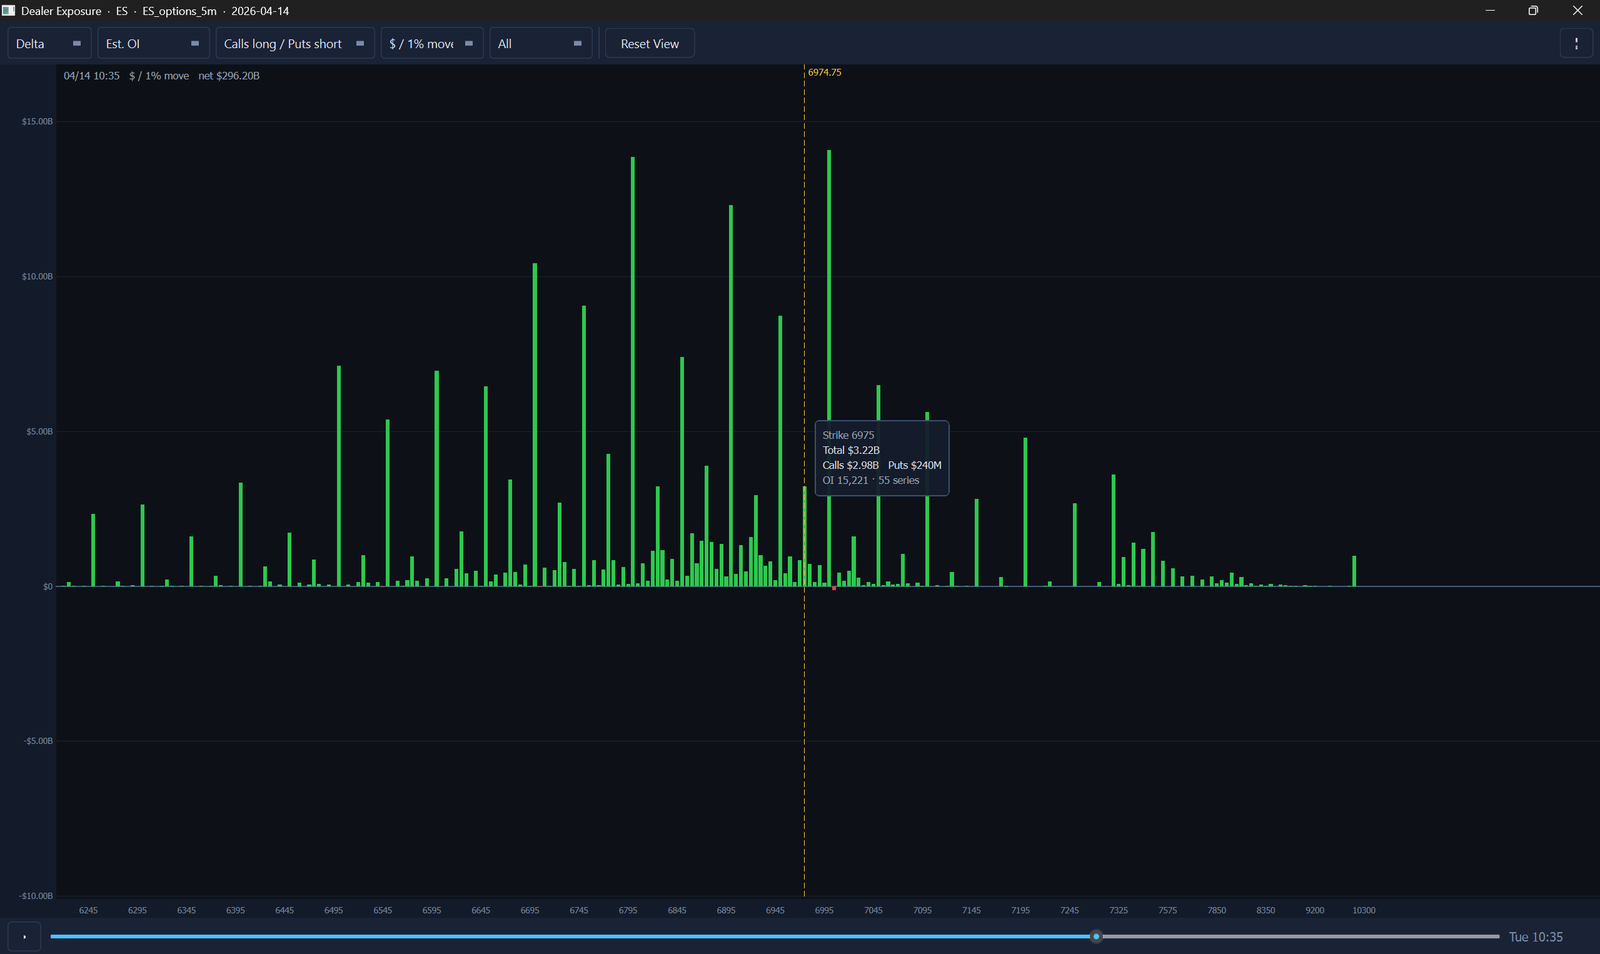 Dealer Exposure · ES · ES_options_5m · 2026-04-14
Delta
Est. OI
Calls long / Puts short
$ / 1% move
All
Reset View
04/14 10:35 $ / 1% move net $296.20B
6974.75
$15.00B
$10.00B
$5.00B
$0
-$5.00B
-$10.00B
Strike 6975
Total $3.22B
Calls $2.98B Puts $240M
OI 15,221 · 55 series
6245 6295 6345 6395 6445 6495 6545 6595 6645 6695 6745 6795 6845 6895 6945 6995 7045 7095 7145 7195 7245 7325 7575 7850 8350 9200 10300
Tue 10:35